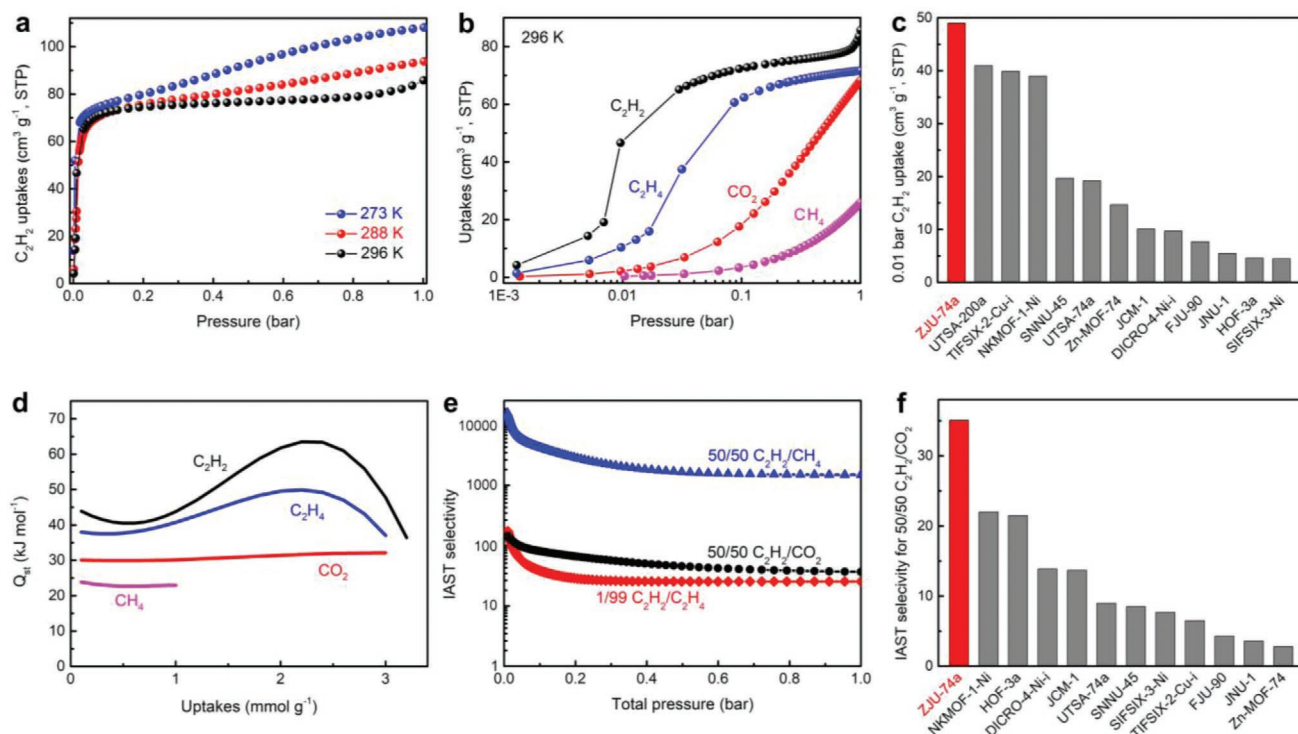 a
C₂H₂ uptakes (cm³ g⁻¹, STP)
100
80
60
40
20
0
0.0 0.2 0.4 0.6 0.8 1.0
Pressure (bar)
273 K
288 K
296 K
b
296 K
Uptakes (cm³ g⁻¹, STP)
80
60
40
20
0
1E-3 0.01 0.1 1
Pressure (bar)
C₂H₂
C₂H₄
CO₂
CH₄
c
0.01 bar C₂H₂ uptake (cm³ g⁻¹, STP)
50
40
30
20
10
0
ZJU-74a
UTSA-200a
TIFSIX-2-Cu-i
NKMOF-1-Ni
SNNU-45
UTSA-74a
Zn-MOF-74
JCM-1
DICRO-4-Ni-i
FJU-90
JNU-1
HOF-3a
SIFSIX-3-Ni
d
Qst (kJ mol⁻¹)
70
60
50
40
30
20
10
0
0 1 2 3
Uptakes (mmol g⁻¹)
C₂H₂
C₂H₄
CO₂
CH₄
e
IAST selectivity
10000
1000
100
10
1
0.0 0.2 0.4 0.6 0.8 1.0
Total pressure (bar)
50/50 C₂H₂/CH₄
50/50 C₂H₂/CO₂
1/99 C₂H₂/C₂H₄
f
IAST selecivity for 50/50 C₂H₂/CO₂
30
20
10
0
ZJU-74a
NKMOF-1-Ni
HOF-3a
DICRO-4-Ni-i
JCM-1
UTSA-74a
SNNU-45
SIFSIX-3-Ni
TIFSIX-2-Cu-i
FJU-90
JNU-1
Zn-MOF-74